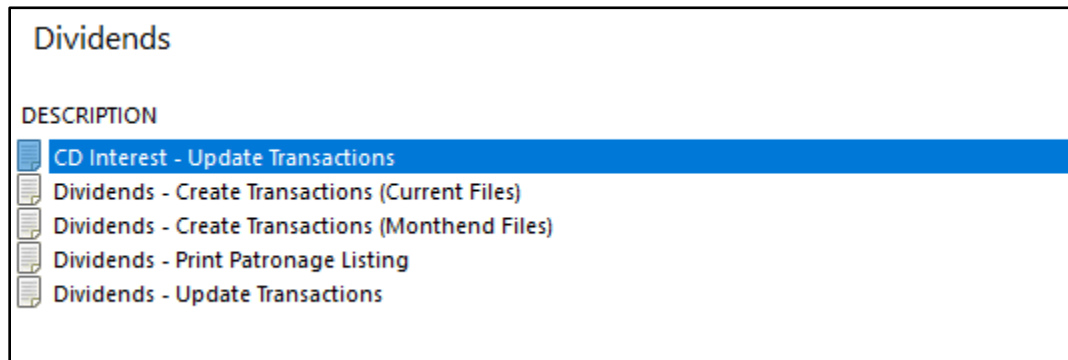 Dividends
DESCRIPTION
CD Interest - Update Transactions
Dividends - Create Transactions (Current Files)
Dividends - Create Transactions (Monthend Files)
Dividends - Print Patronage Listing
Dividends - Update Transactions